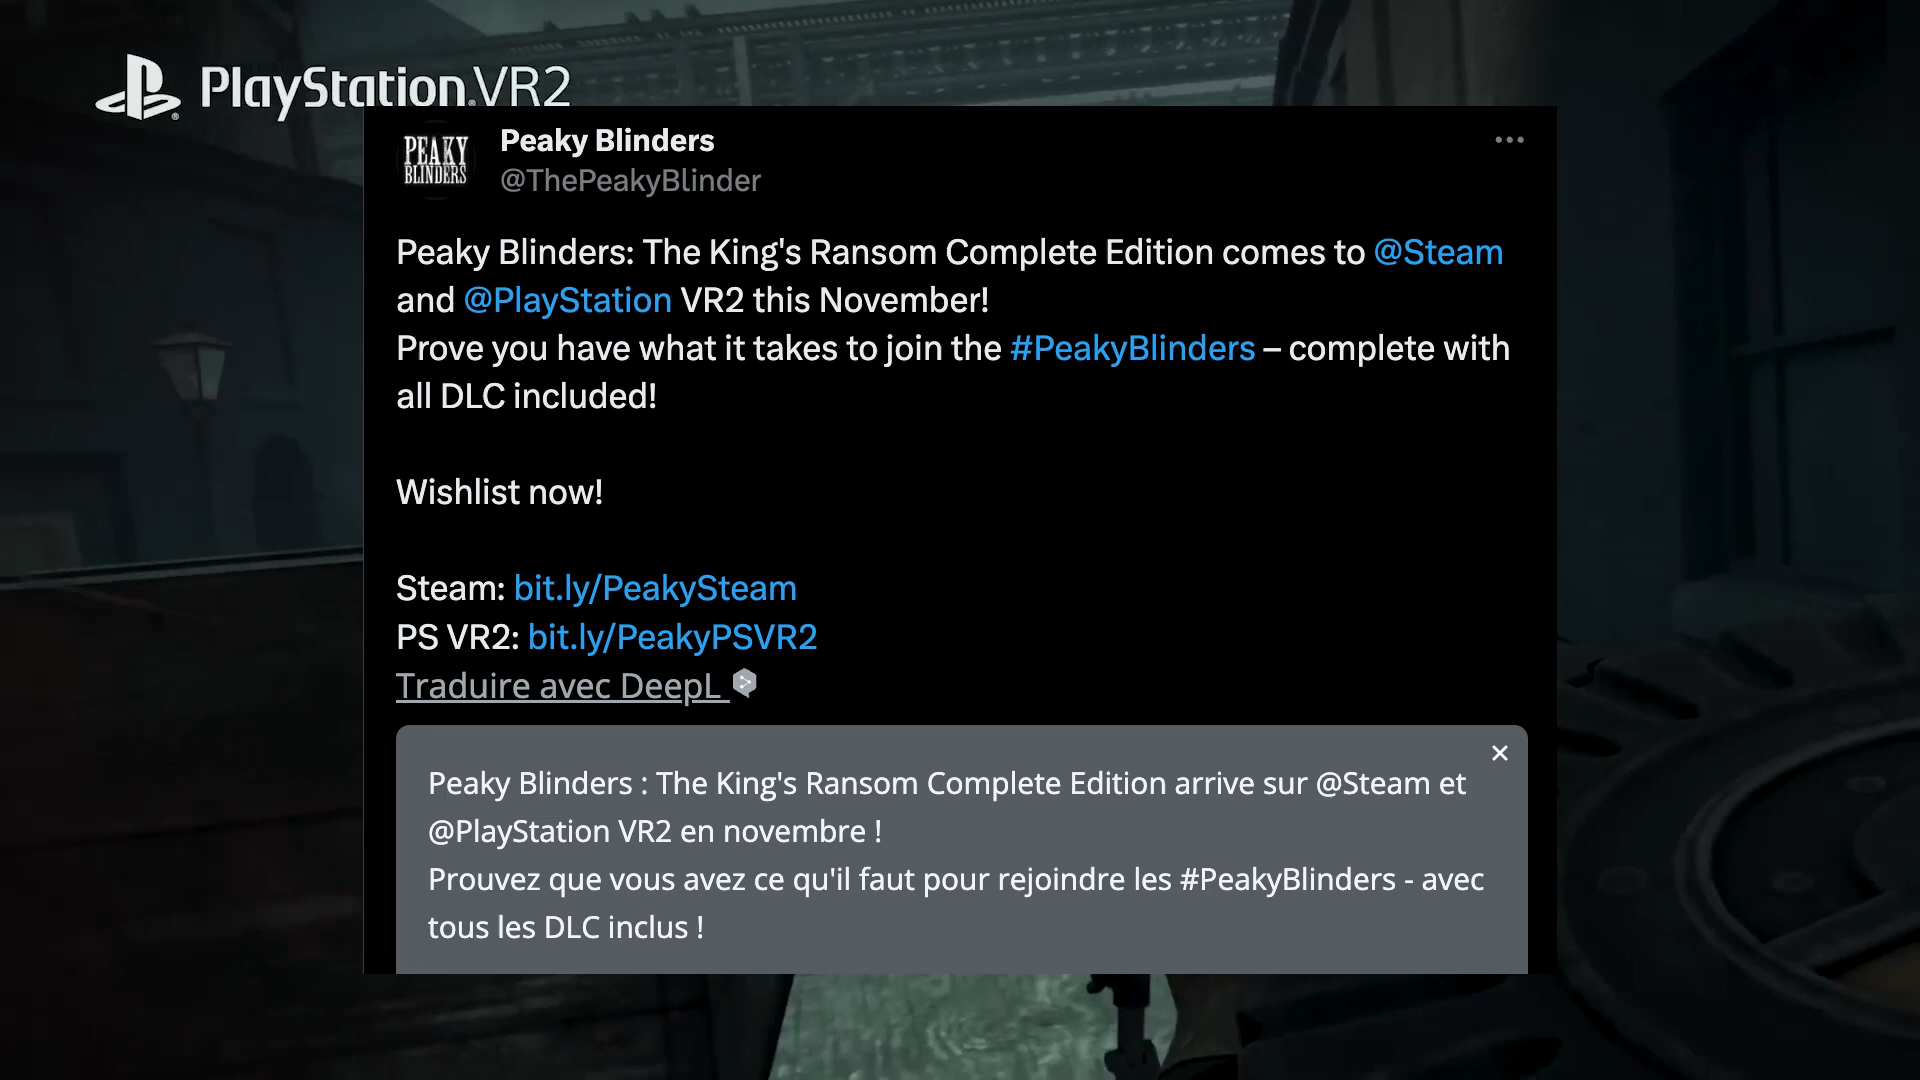 PlayStation VR2
PEAKY
BLINDERS
Peaky Blinders
@ThePeakyBlinder
Peaky Blinders: The King's Ransom Complete Edition comes to @Steam
and @PlayStation VR2 this November!
Prove you have what it takes to join the #PeakyBlinders – complete with
all DLC included!
Wishlist now!
Steam: bit.ly/PeakySteam
PS VR2: bit.ly/PeakyPSVR2
Traduire avec DeepL
Peaky Blinders : The King's Ransom Complete Edition arrive sur @Steam et
@PlayStation VR2 en novembre !
Prouvez que vous avez ce qu'il faut pour rejoindre les #PeakyBlinders - avec
tous les DLC inclus !